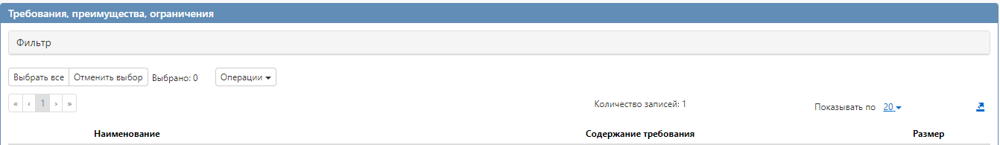 Требования, преимущества, ограничения
Фильтр
Выбрать все Отменить выбор Выбрано: 0 Операции
« ‹ 1 › » Количество записей: 1 Показывать по 20
Наименование Содержание требования Размер